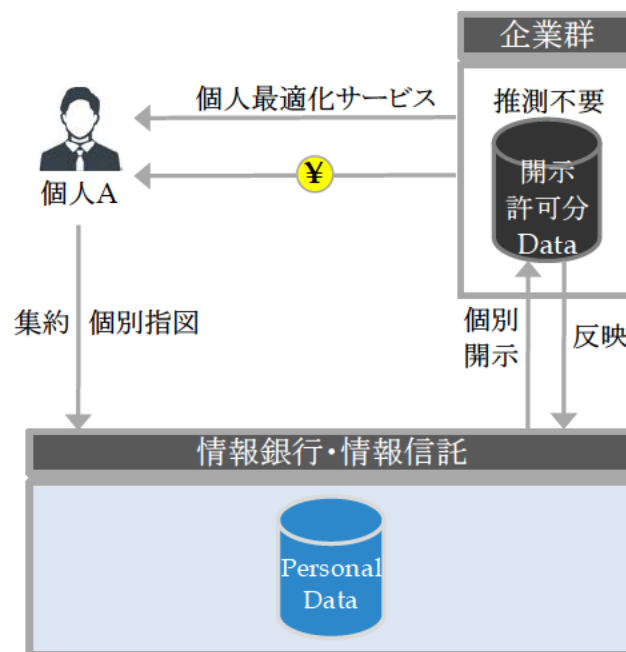 企業群
個人最適化サービス
推測不要
¥
開示
許可分
Data
個人A
集約
個別指図
個別
開示
反映
情報銀行・情報信託
Personal
Data